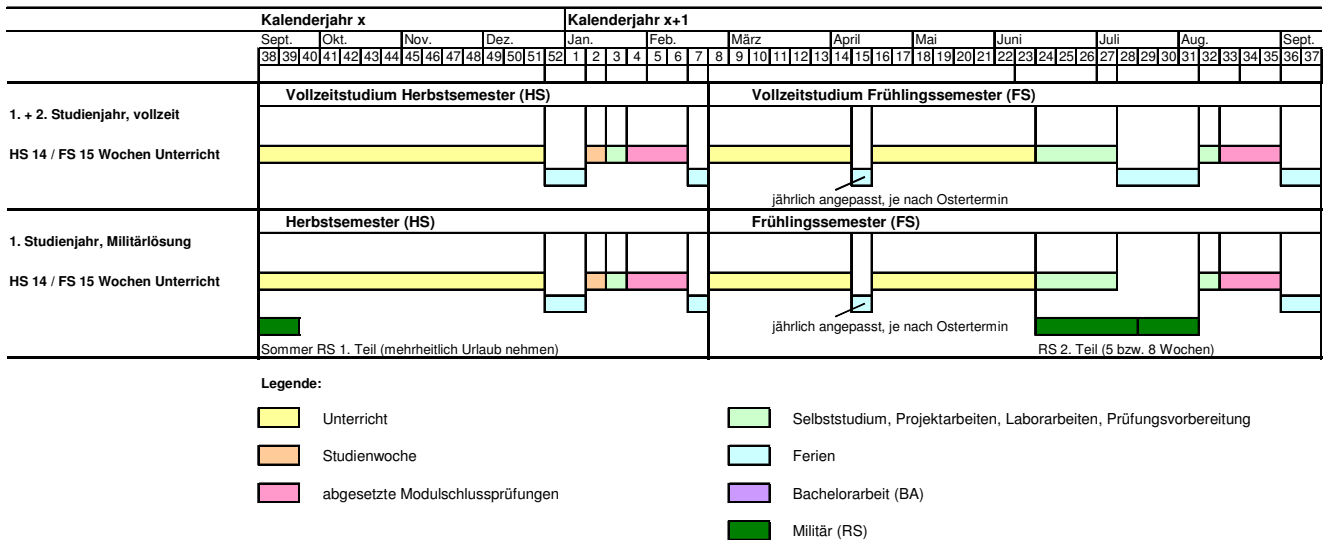 Kalenderjahr x Kalenderjahr x+1
Sept. Okt. Nov. Dez. Jan. Feb. März April Mai Juni Juli Aug. Sept.
38 39 40 41 42 43 44 45 46 47 48 49 50 51 52 1 2 3 4 5 6 7 8 9 10 11 12 13 14 15 16 17 18 19 20 21 22 23 24 25 26 27 28 29 30 31 32 33 34 35 36 37
Vollzeitstudium Herbstsemester (HS) Vollzeitstudium Frühlingssemester (FS)
1. + 2. Studienjahr, vollzeit
HS 14 / FS 15 Wochen Unterricht
jährlich angepasst, je nach Ostertermin
Herbstsemester (HS) Frühlingssemester (FS)
1. Studienjahr, Militärlösung
HS 14 / FS 15 Wochen Unterricht
jährlich angepasst, je nach Ostertermin
Sommer RS 1. Teil (mehrheitlich Urlaub nehmen) RS 2. Teil (5 bzw. 8 Wochen)
Legende:
Unterricht Selbststudium, Projektarbeiten, Laborarbeiten, Prüfungsvorbereitung
Studienwoche Ferien
abgesetzte Modulschlussprüfungen Bachelorarbeit (BA)
Militär (RS)